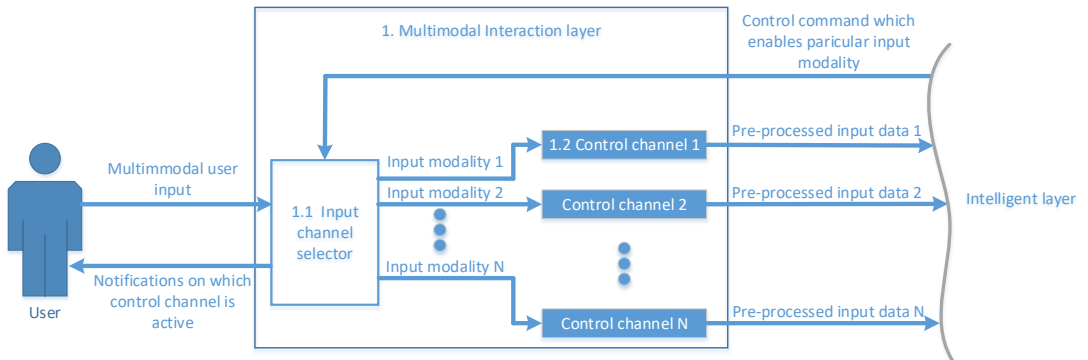 1. Multimodal Interaction layer
Control command which
enables paricular input
modality
Multimmodal user
input
1.1 Input
channel
selector
Input modality 1
Input modality 2
Input modality N
1.2 Control channel 1
Control channel 2
Control channel N
Pre-processed input data 1
Pre-processed input data 2
Pre-processed input data N
Intelligent layer
Notifications on which
control channel is
active
User